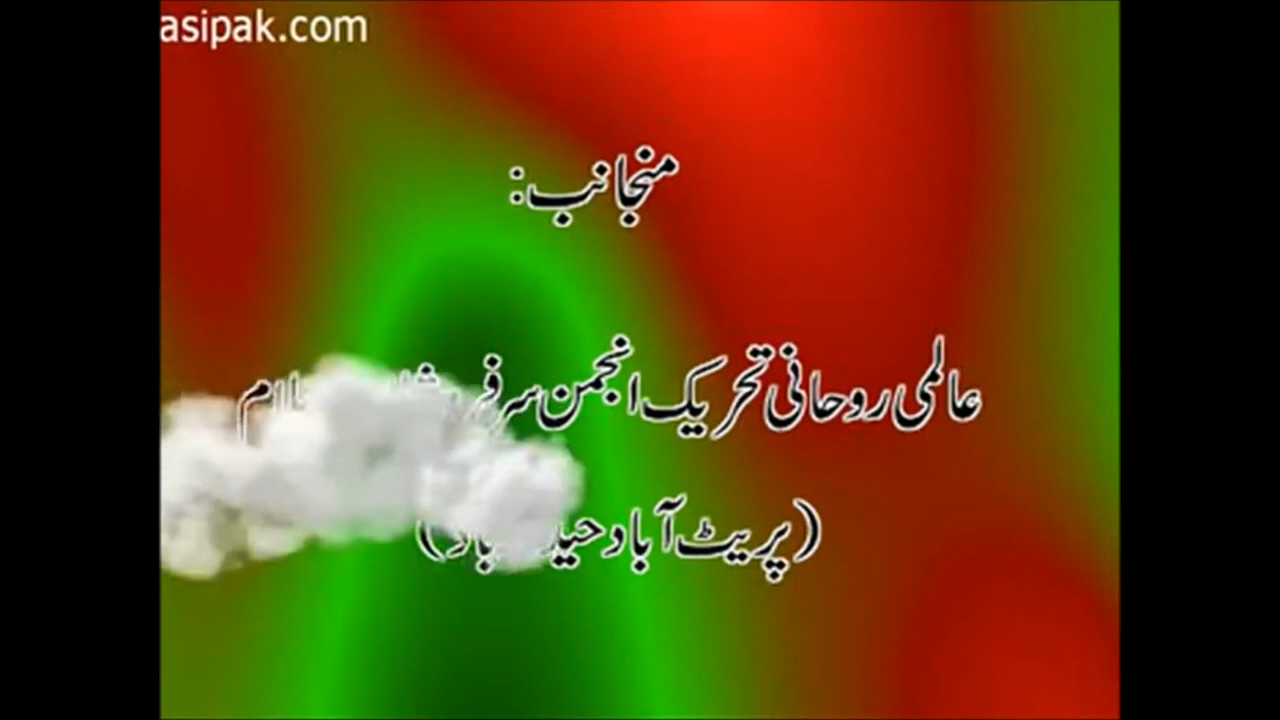 asipak.com
منجانب:
عالمی روحانی تحریک انجمن
(پریٹ آباد